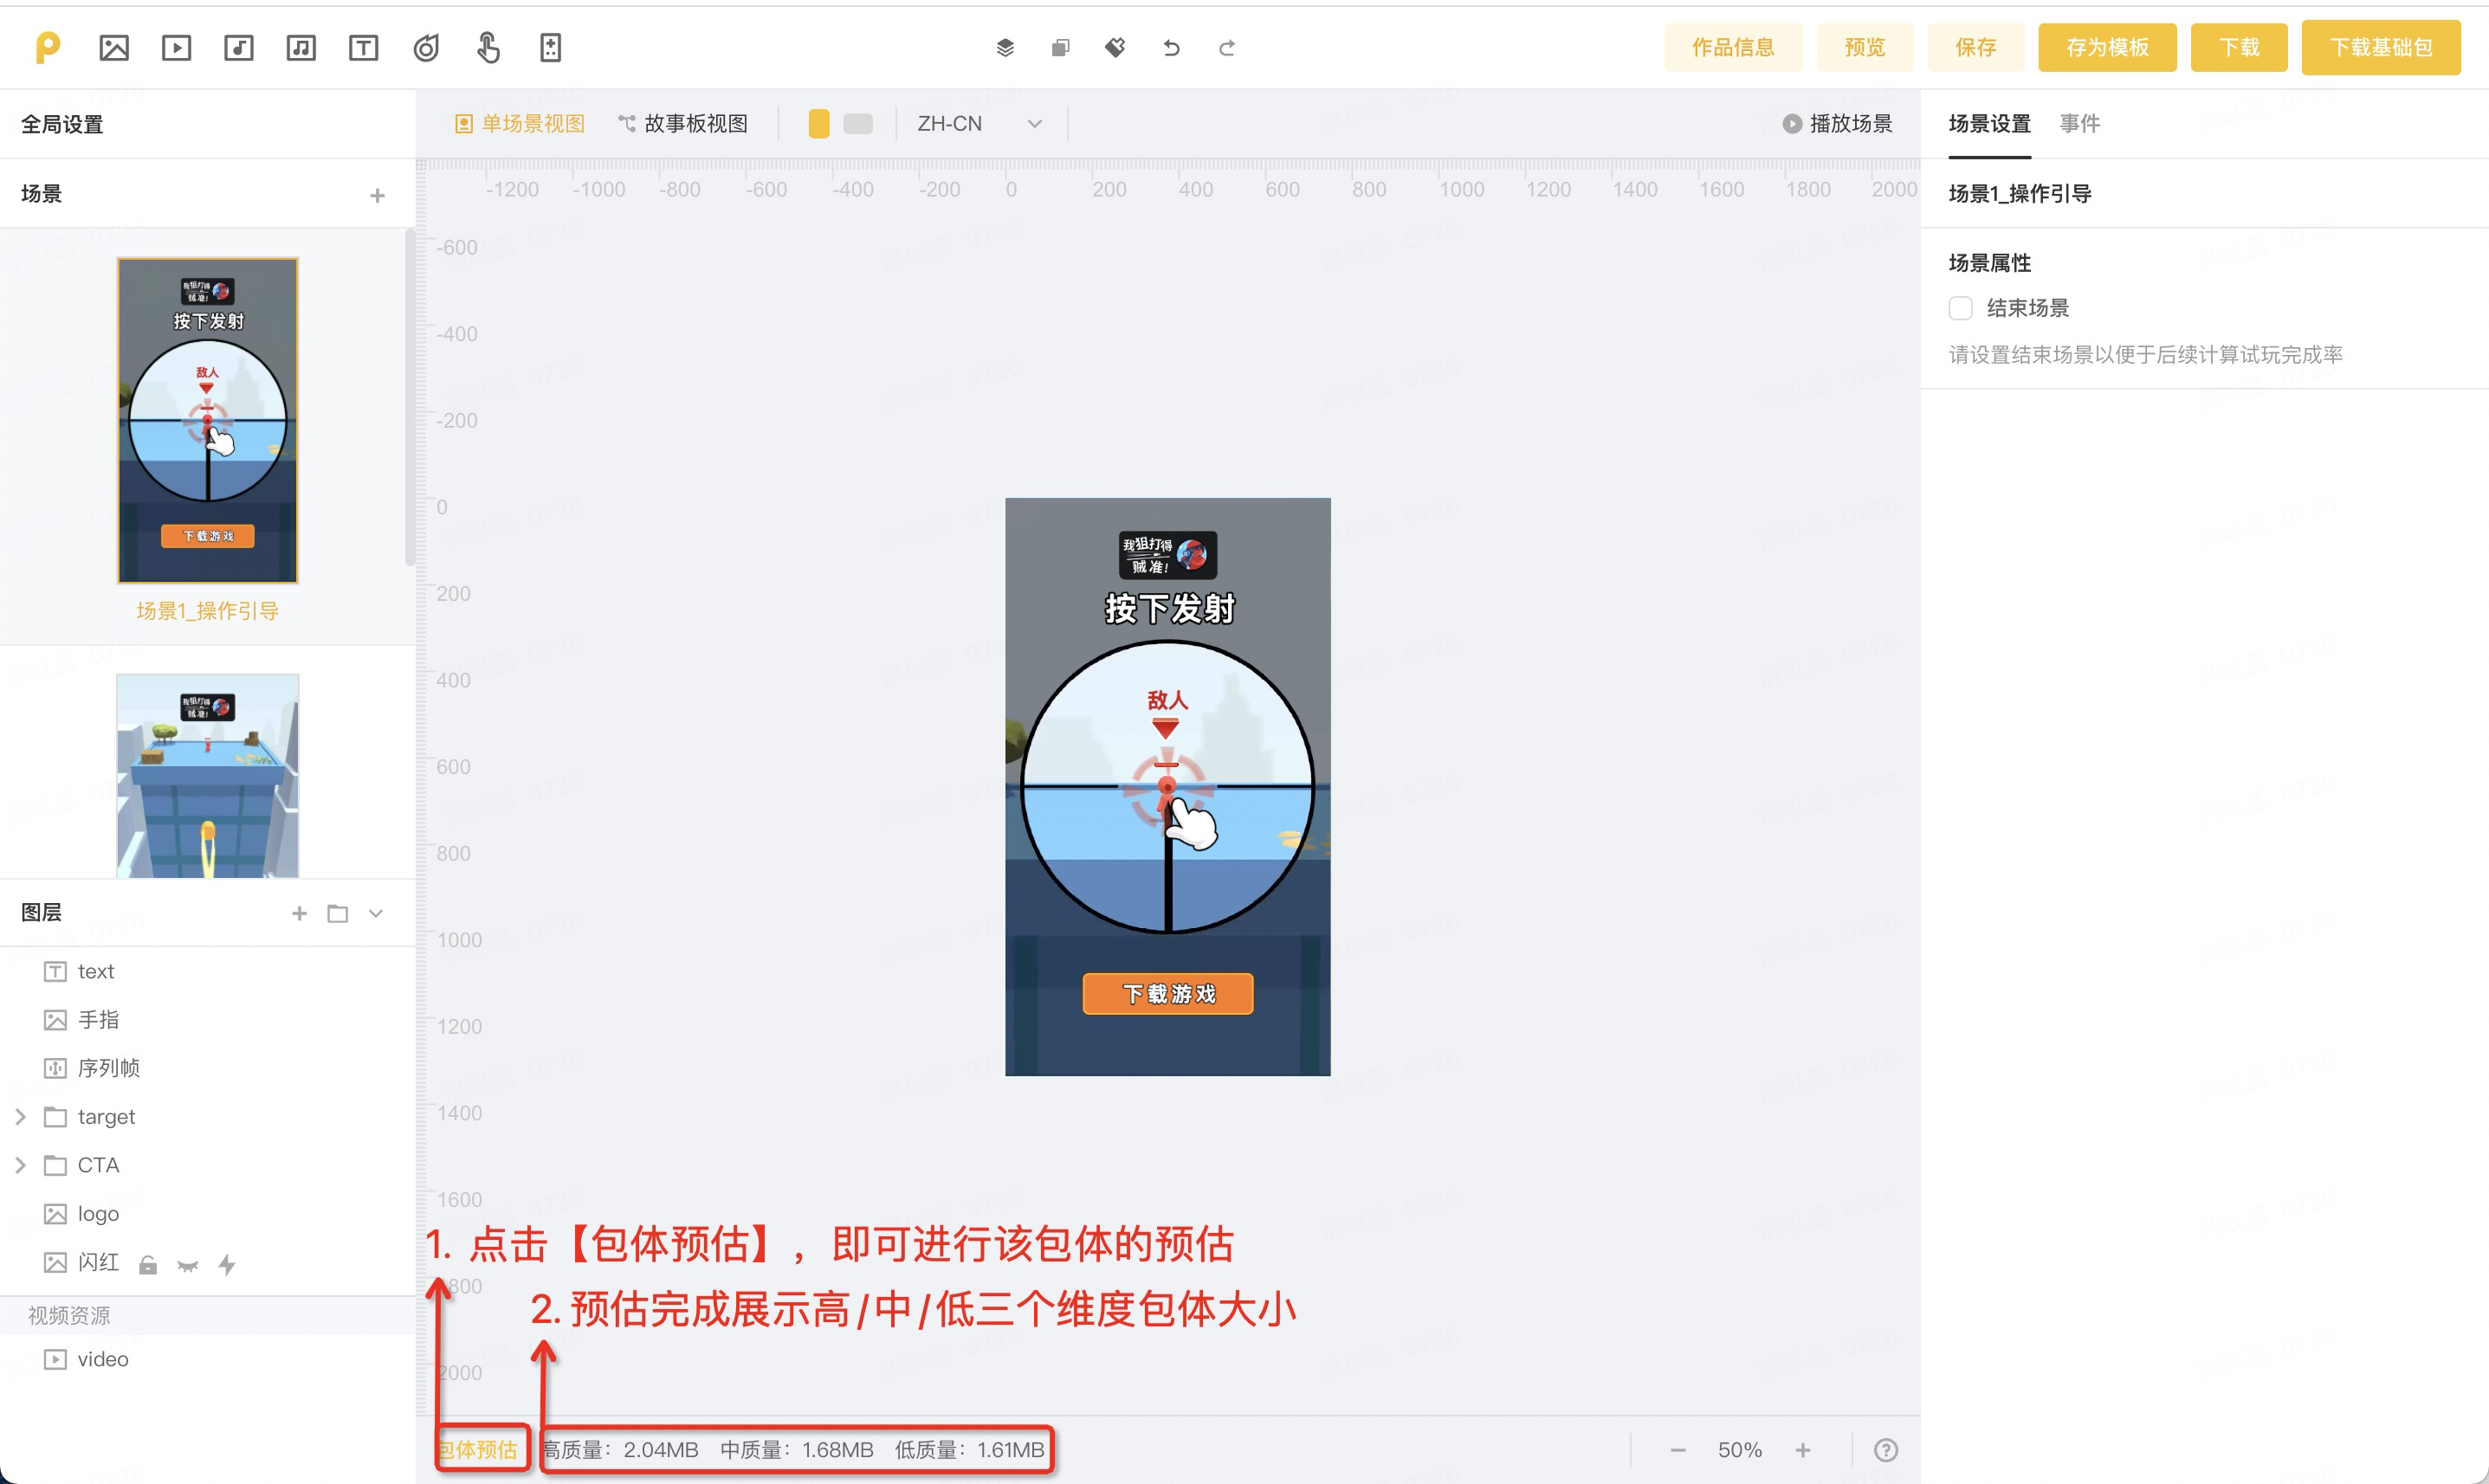 作品信息
预览
保存
存为模板
下载
下载基础包
全局设置
单场景视图
故事板视图
ZH-CN
播放场景
场景设置
事件
场景
-1200 -1000 -800 -600 -400 -200 0 200 400 600 800 1000 1200 1400 1600 1800 2000
场景1_操作引导
场景属性
结束场景
请设置结束场景以便于后续计算试玩完成率
我狙打得
贼准!
按下发射
敌人
下载游戏
场景1_操作引导
我狙打得
贼准!
-600
-400
-200
0
200
400
600
800
1000
1200
1400
1600
800
2000
我狙打得
贼准!
按下发射
敌人
下载游戏
图层
text
手指
序列帧
target
CTA
logo
闪红
视频资源
video
1. 点击【包体预估】，即可进行该包体的预估
2. 预估完成展示高/中/低三个维度包体大小
包体预估
高质量：2.04MB 中质量：1.68MB 低质量：1.61MB
50%